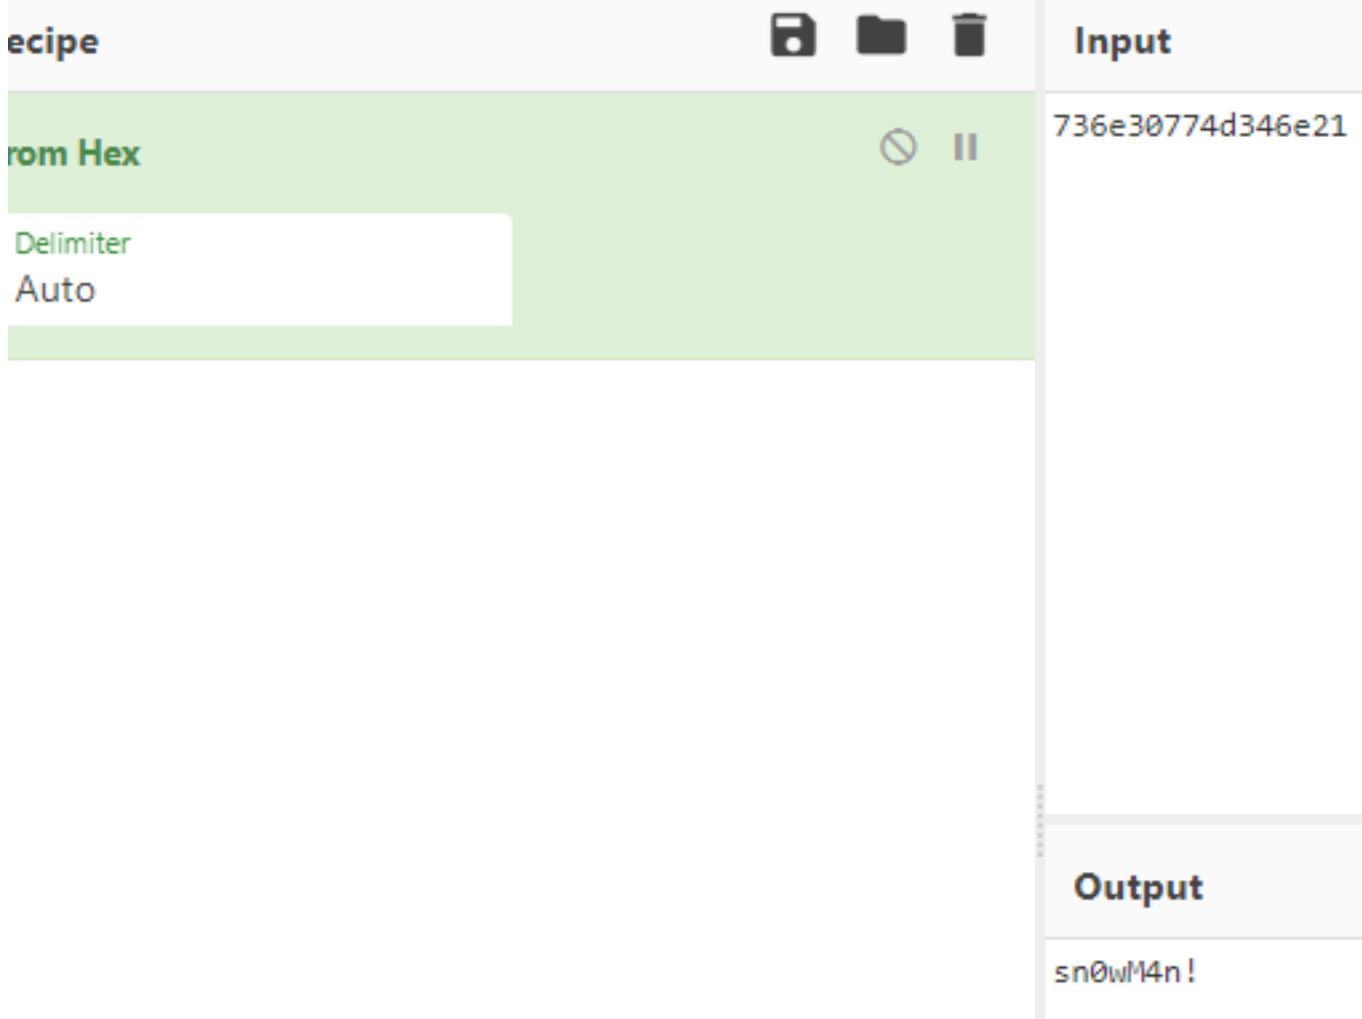 ecipe
Input
736e30774d346e21
rom Hex
Delimiter
Auto
Output
sn0wM4n!